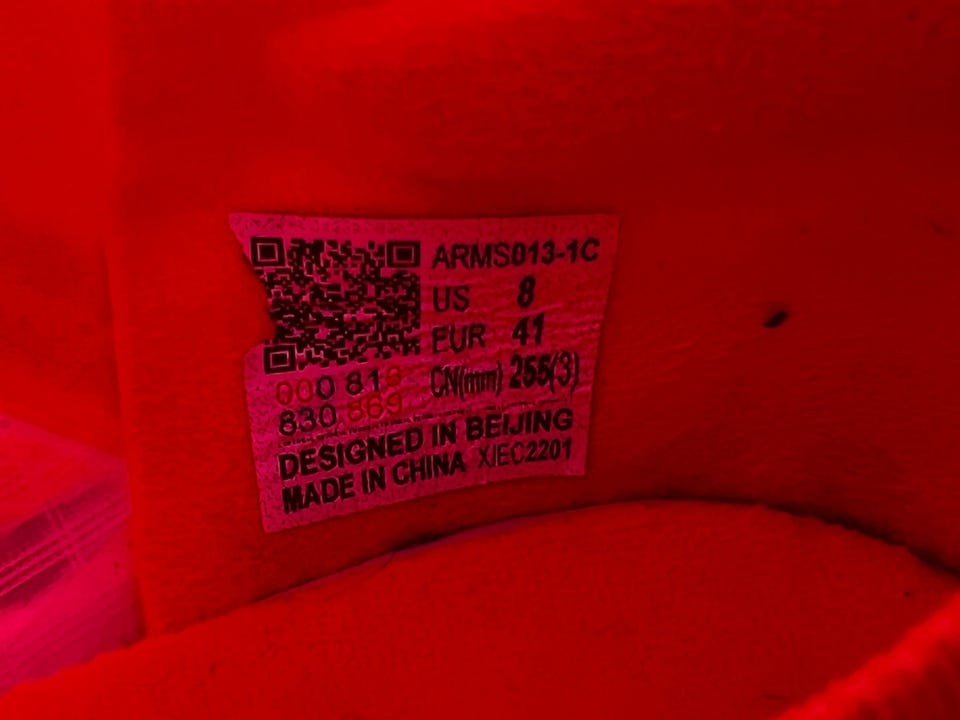 ARMS013-1C
US 8
EUR 41
CN(mm) 255(3)
000 818
830 869
DESIGNED IN BEIJING
MADE IN CHINA XJEC2201